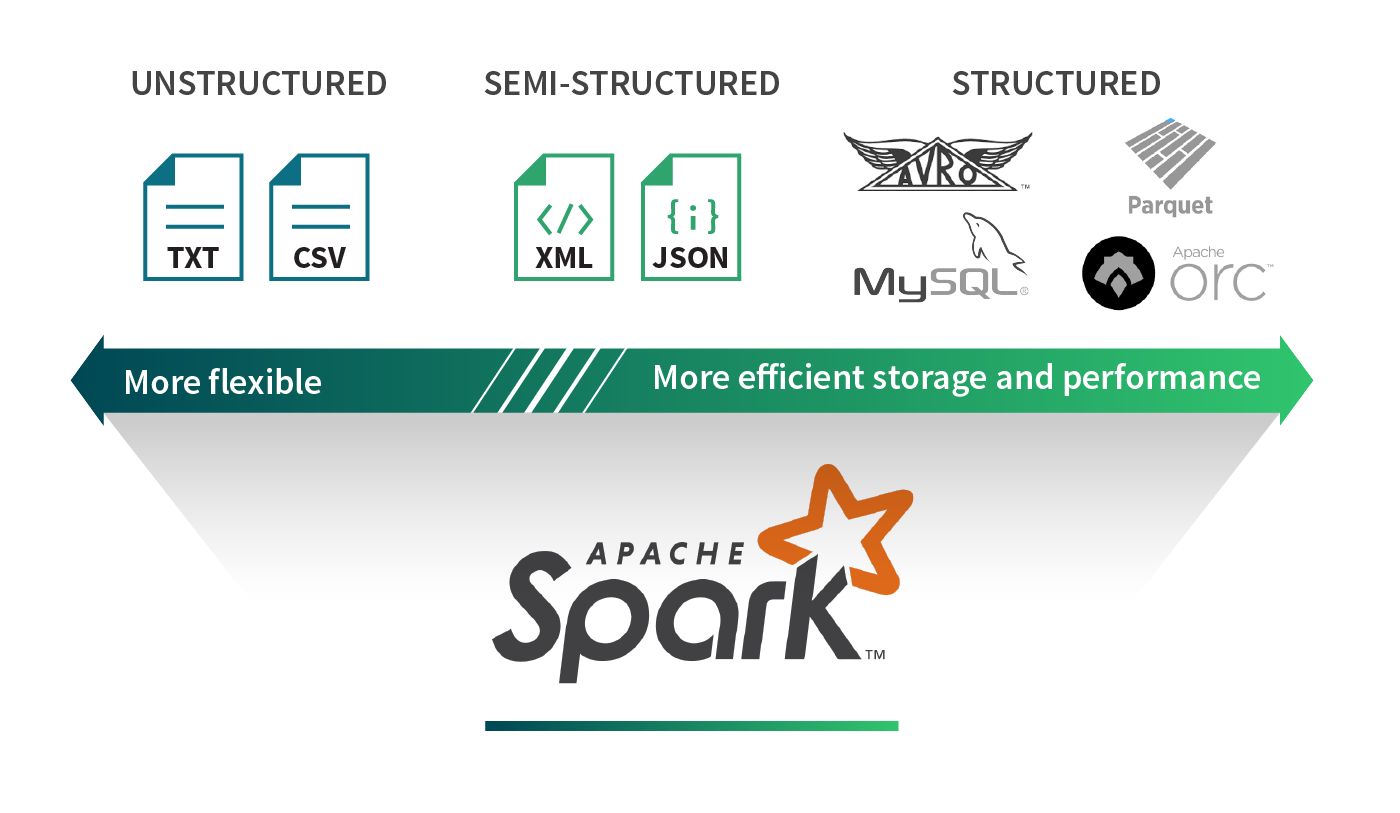 UNSTRUCTURED
SEMI-STRUCTURED
STRUCTURED
TXT
CSV
</>
XML
{i}
JSON
AVRO™
Parquet
MySQL®
Apache
orc™
More flexible
More efficient storage and performance
APACHE
Spark™